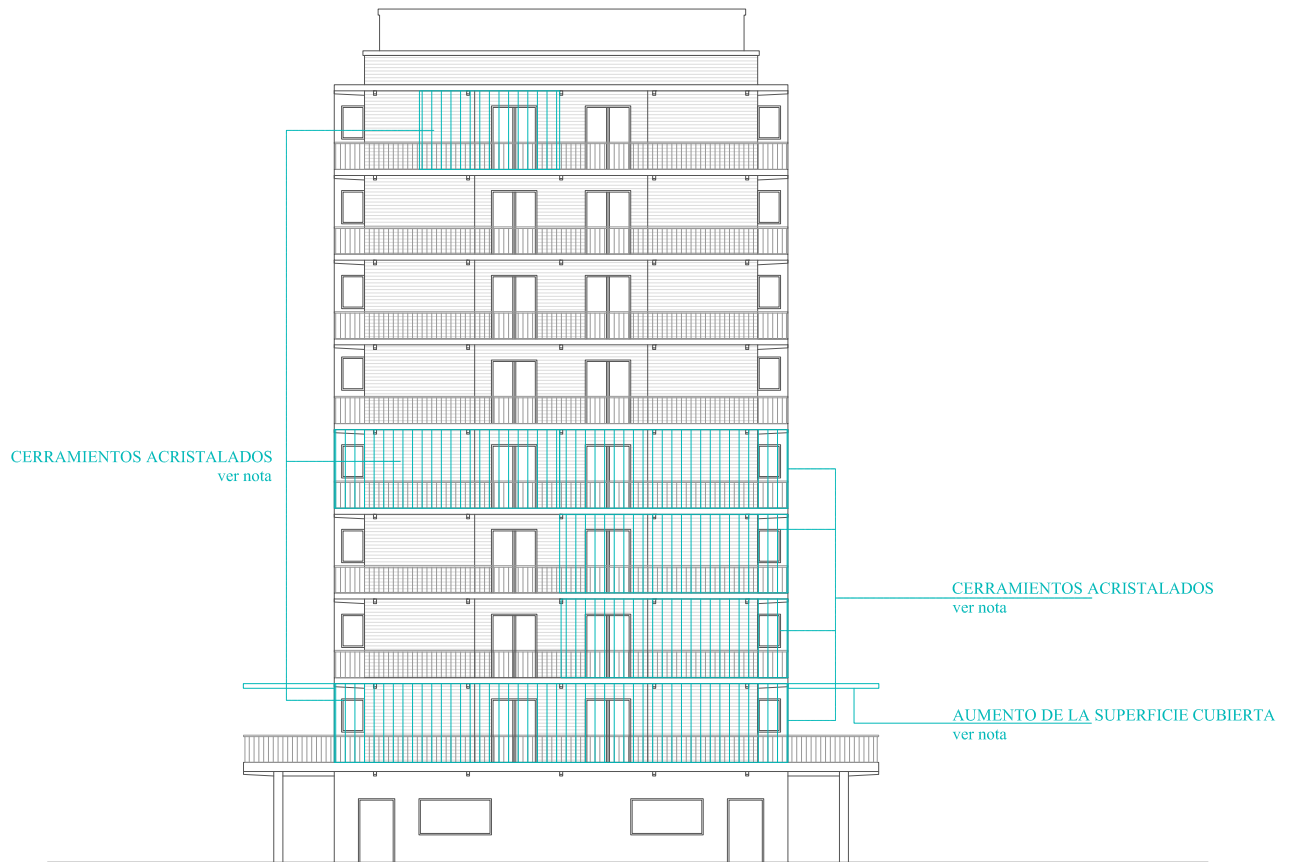 CERRAMIENTOS ACRISTALADOS
ver nota
CERRAMIENTOS ACRISTALADOS
ver nota
AUMENTO DE LA SUPERFICIE CUBIERTA
ver nota